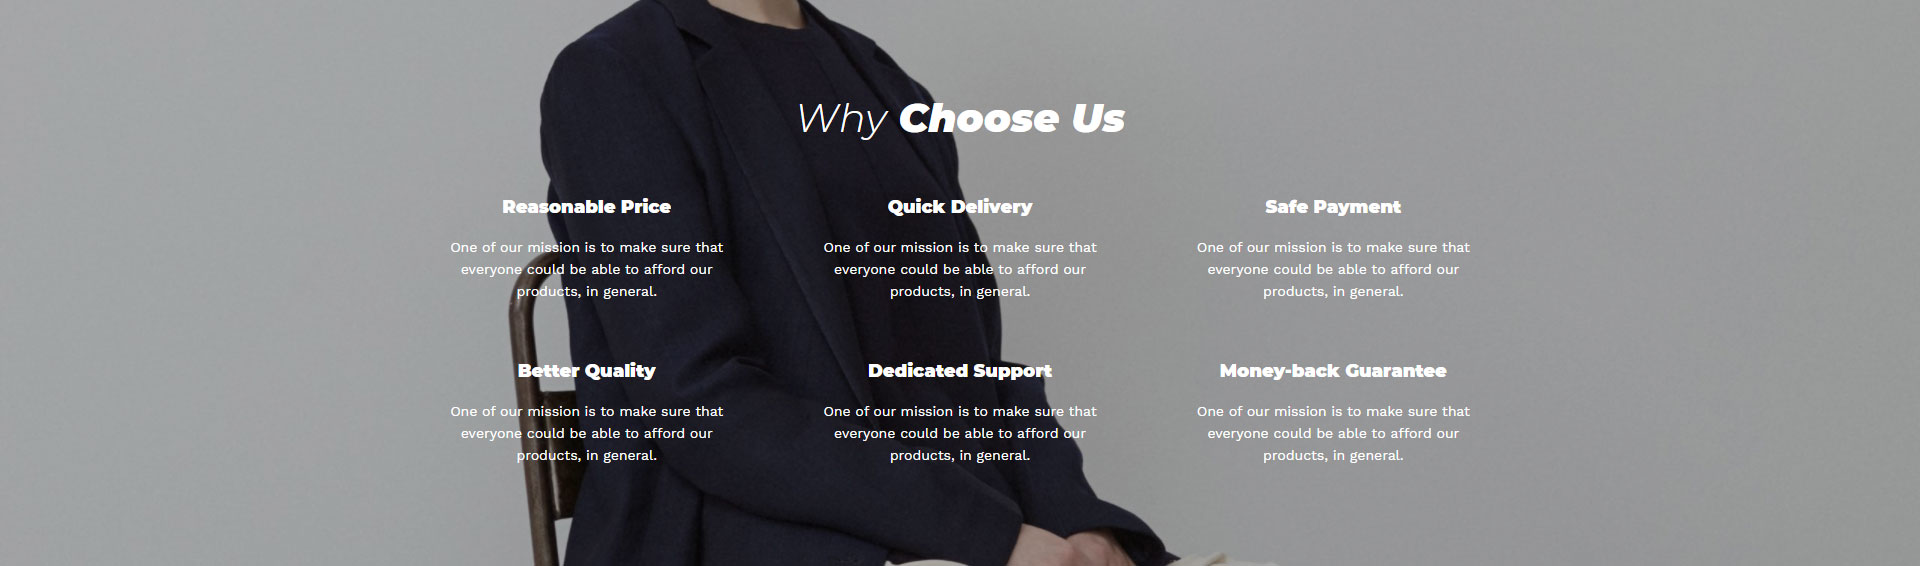 Why Choose Us
Reasonable Price
One of our mission is to make sure that
everyone could be able to afford our
products, in general.
Quick Delivery
One of our mission is to make sure that
everyone could be able to afford our
products, in general.
Safe Payment
One of our mission is to make sure that
everyone could be able to afford our
products, in general.
Better Quality
One of our mission is to make sure that
everyone could be able to afford our
products, in general.
Dedicated Support
One of our mission is to make sure that
everyone could be able to afford our
products, in general.
Money-back Guarantee
One of our mission is to make sure that
everyone could be able to afford our
products, in general.